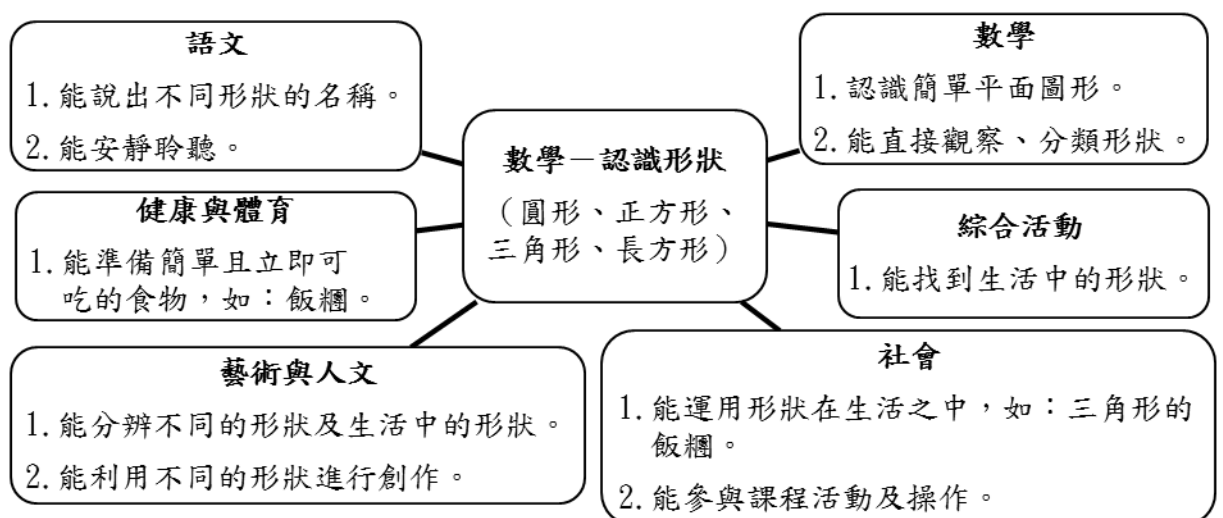 語文
1. 能說出不同形狀的名稱。
2. 能安靜聆聽。
數學
1. 認識簡單平面圖形。
2. 能直接觀察、分類形狀。
數學－認識形狀
（圓形、正方形、
三角形、長方形）
健康與體育
1. 能準備簡單且立即可
吃的食物，如：飯糰。
綜合活動
1. 能找到生活中的形狀。
藝術與人文
1. 能分辨不同的形狀及生活中的形狀。
2. 能利用不同的形狀進行創作。
社會
1. 能運用形狀在生活之中，如：三角形的
飯糰。
2. 能參與課程活動及操作。